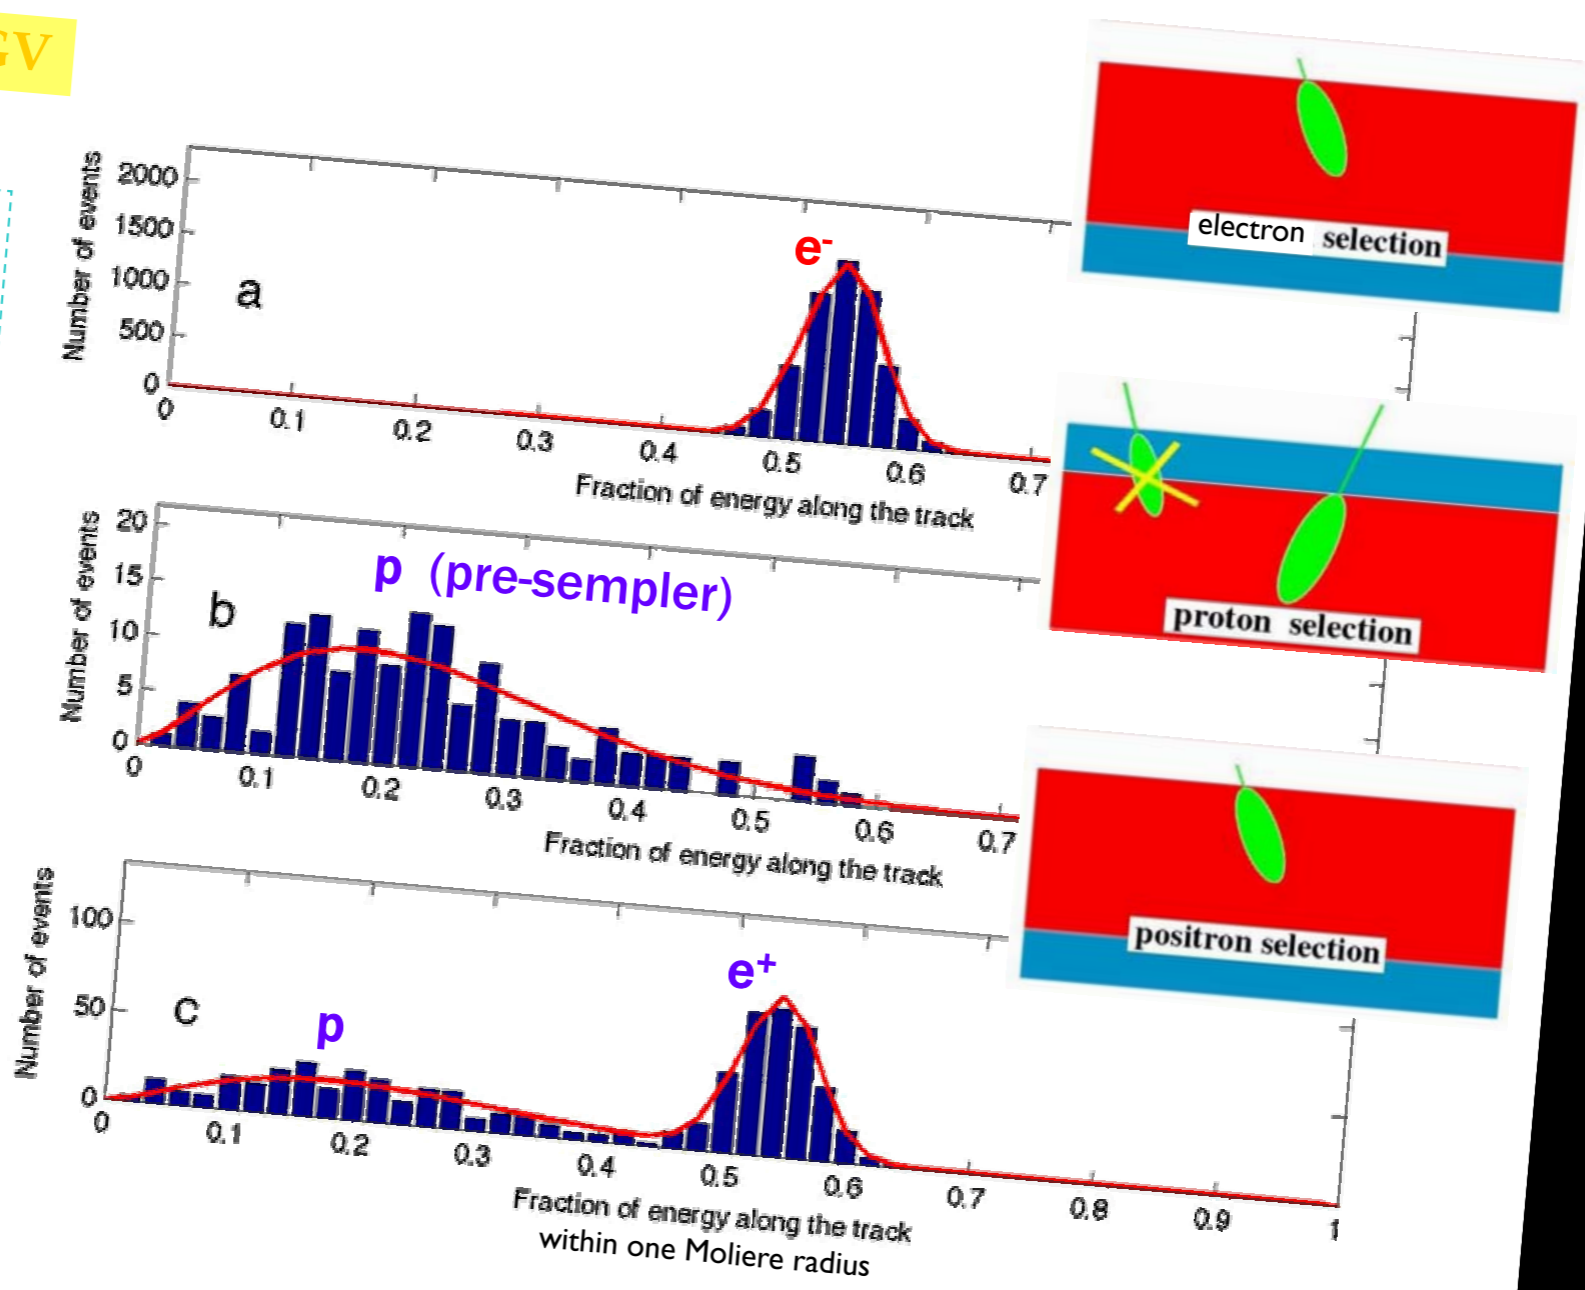 GV
Number of events
2000
1500
1000
500
0
a
e-
0 0.1 0.2 0.3 0.4 0.5 0.6 0.7
Fraction of energy along the track
electron selection
Number of events
20
15
10
5
0
b
p (pre-sempler)
0 0.1 0.2 0.3 0.4 0.5 0.6 0.7
Fraction of energy along the track
proton selection
Number of events
100
50
0
c
p
e+
0 0.1 0.2 0.3 0.4 0.5 0.6 0.7 0.8 0.9 1
Fraction of energy along the track
within one Moliere radius
positron selection